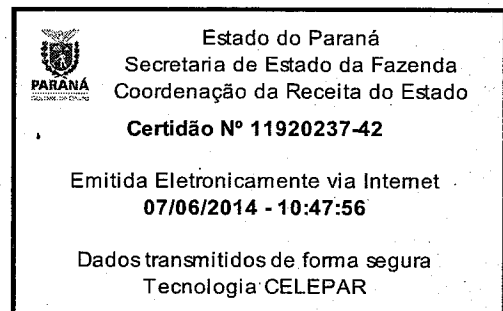 Estado do Paraná
Secretaria de Estado da Fazenda
PARANÁ
Coordenação da Receita do Estado
Certidão Nº 11920237-42
Emitida Eletronicamente via Internet
07/06/2014 - 10:47:56
Dados transmitidos de forma segura
Tecnologia CELEPAR